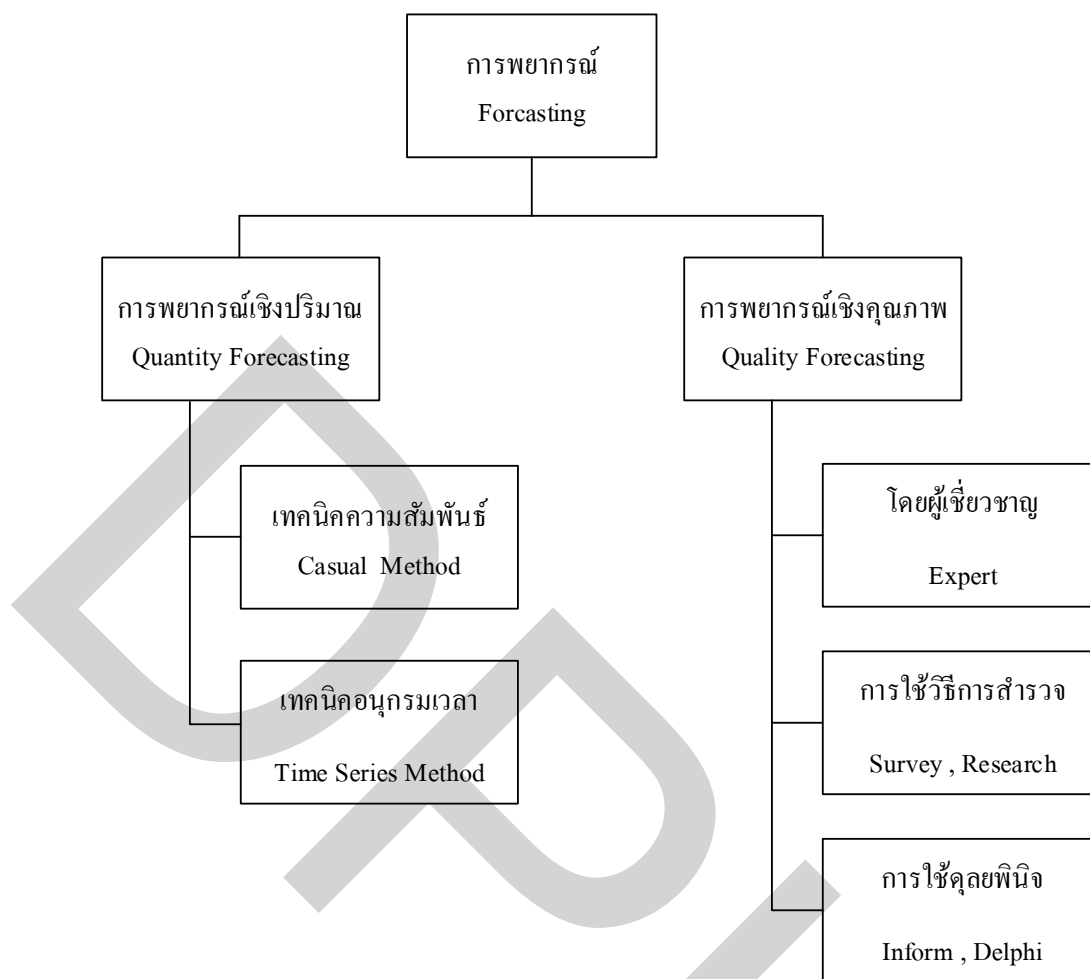 การพยากรณ์
Forcasting
การพยากรณ์เชิงปริมาณ
Quantity Forecasting
การพยากรณ์เชิงคุณภาพ
Quality Forecasting
เทคนิคความสัมพันธ์
Casual Method
เทคนิคอนุกรมเวลา
Time Series Method
โดยผู้เชี่ยวชาญ
Expert
การใช้วิธีการสำรวจ
Survey , Research
การใช้ดุลยพินิจ
Inform , Delphi